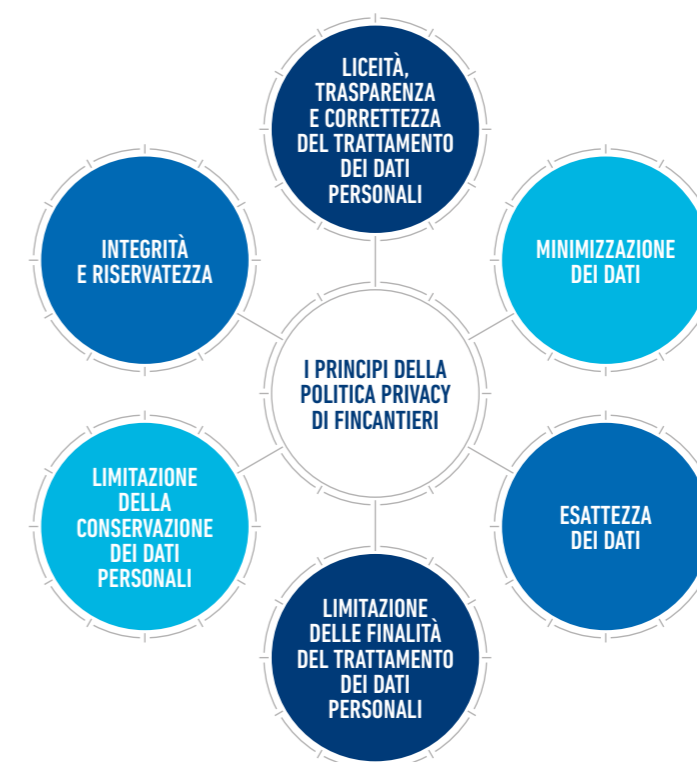 LICEITÀ,
TRASPARENZA
E CORRETTEZZA
DEL TRATTAMENTO
DEI DATI
PERSONALI
INTEGRITÀ
E RISERVATEZZA
MINIMIZZAZIONE
DEI DATI
I PRINCIPI DELLA
POLITICA PRIVACY
DI FINCANTIERI
LIMITAZIONE
DELLA
CONSERVAZIONE
DEI DATI
PERSONALI
ESATTEZZA
DEI DATI
LIMITAZIONE
DELLE FINALITÀ
DEL TRATTAMENTO
DEI DATI
PERSONALI